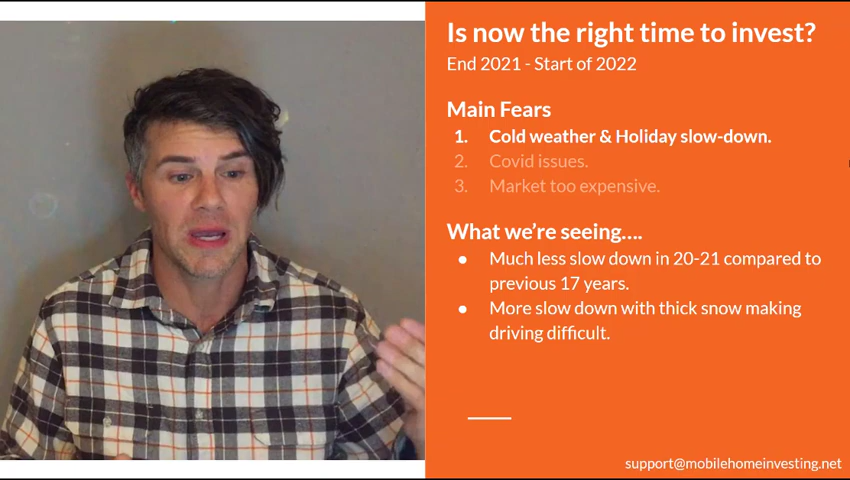 Is now the right time to invest?
End 2021 - Start of 2022
Main Fears
1. Cold weather & Holiday slow-down.
2. Covid issues.
3. Market too expensive.
What we're seeing....
● Much less slow down in 20-21 compared to
previous 17 years.
● More slow down with thick snow making
driving difficult.
support@mobilehomeinvesting.net